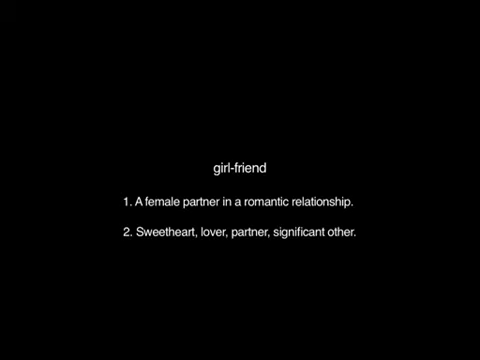 girl-friend
1. A female partner in a romantic relationship.
2. Sweetheart, lover, partner, significant other.